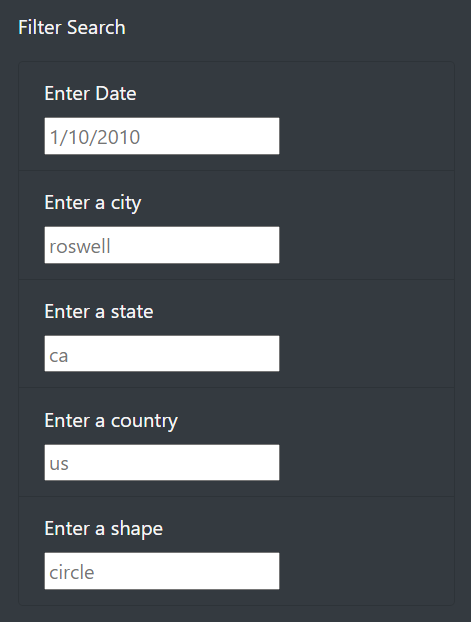 Filter Search
Enter Date
1/10/2010
Enter a city
roswell
Enter a state
ca
Enter a country
us
Enter a shape
circle